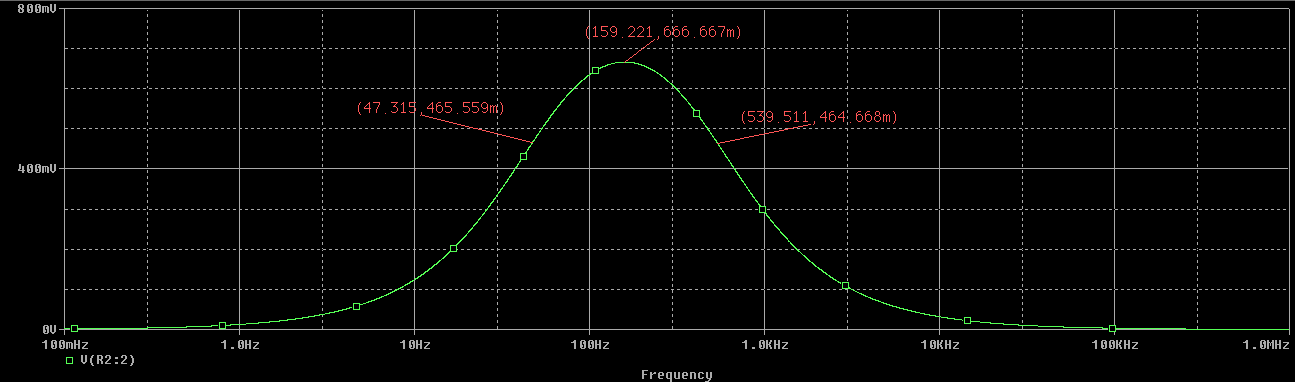 800mV
(159.221,666.667m)
(47.315,465.559m)
(539.511,464.668m)
400mV
0V
100mHz 1.0Hz 10Hz 100Hz 1.0KHz 10KHz 100KHz 1.0MHz
V(R2:2)
Frequency